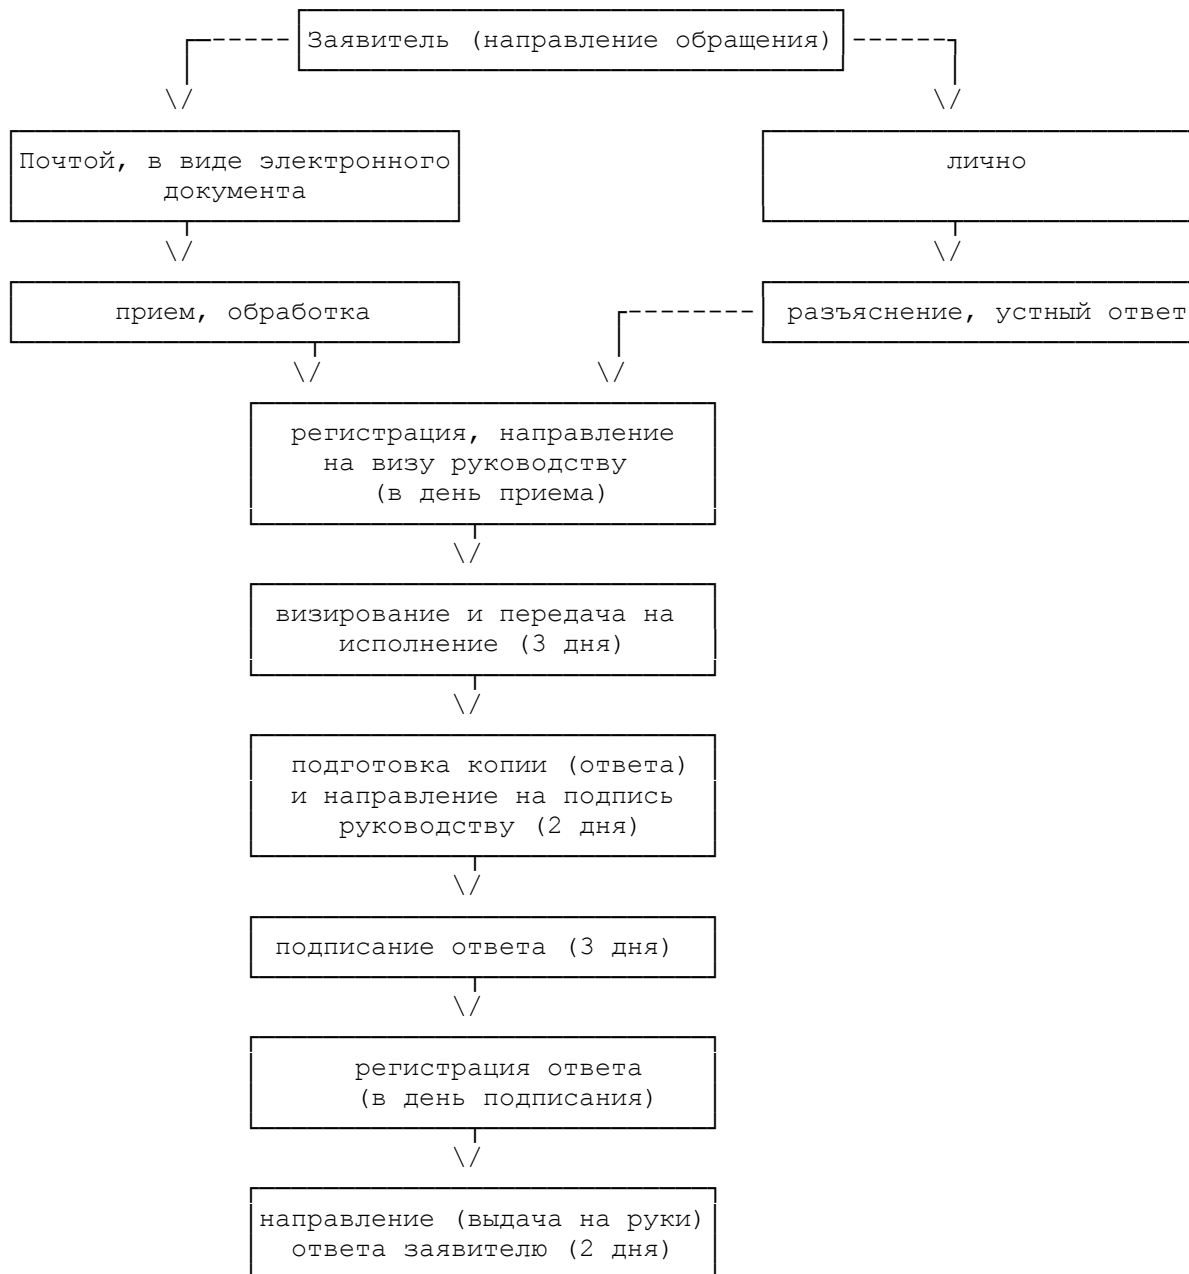 Заявитель (направление обращения)
Почтой, в виде электронного
документа
лично
прием, обработка
разъяснение, устный ответ
регистрация, направление
на визу руководству
(в день приема)
визирование и передача на
исполнение (3 дня)
подготовка копии (ответа)
и направление на подпись
руководству (2 дня)
подписание ответа (3 дня)
регистрация ответа
(в день подписания)
направление (выдача на руки)
ответа заявителю (2 дня)